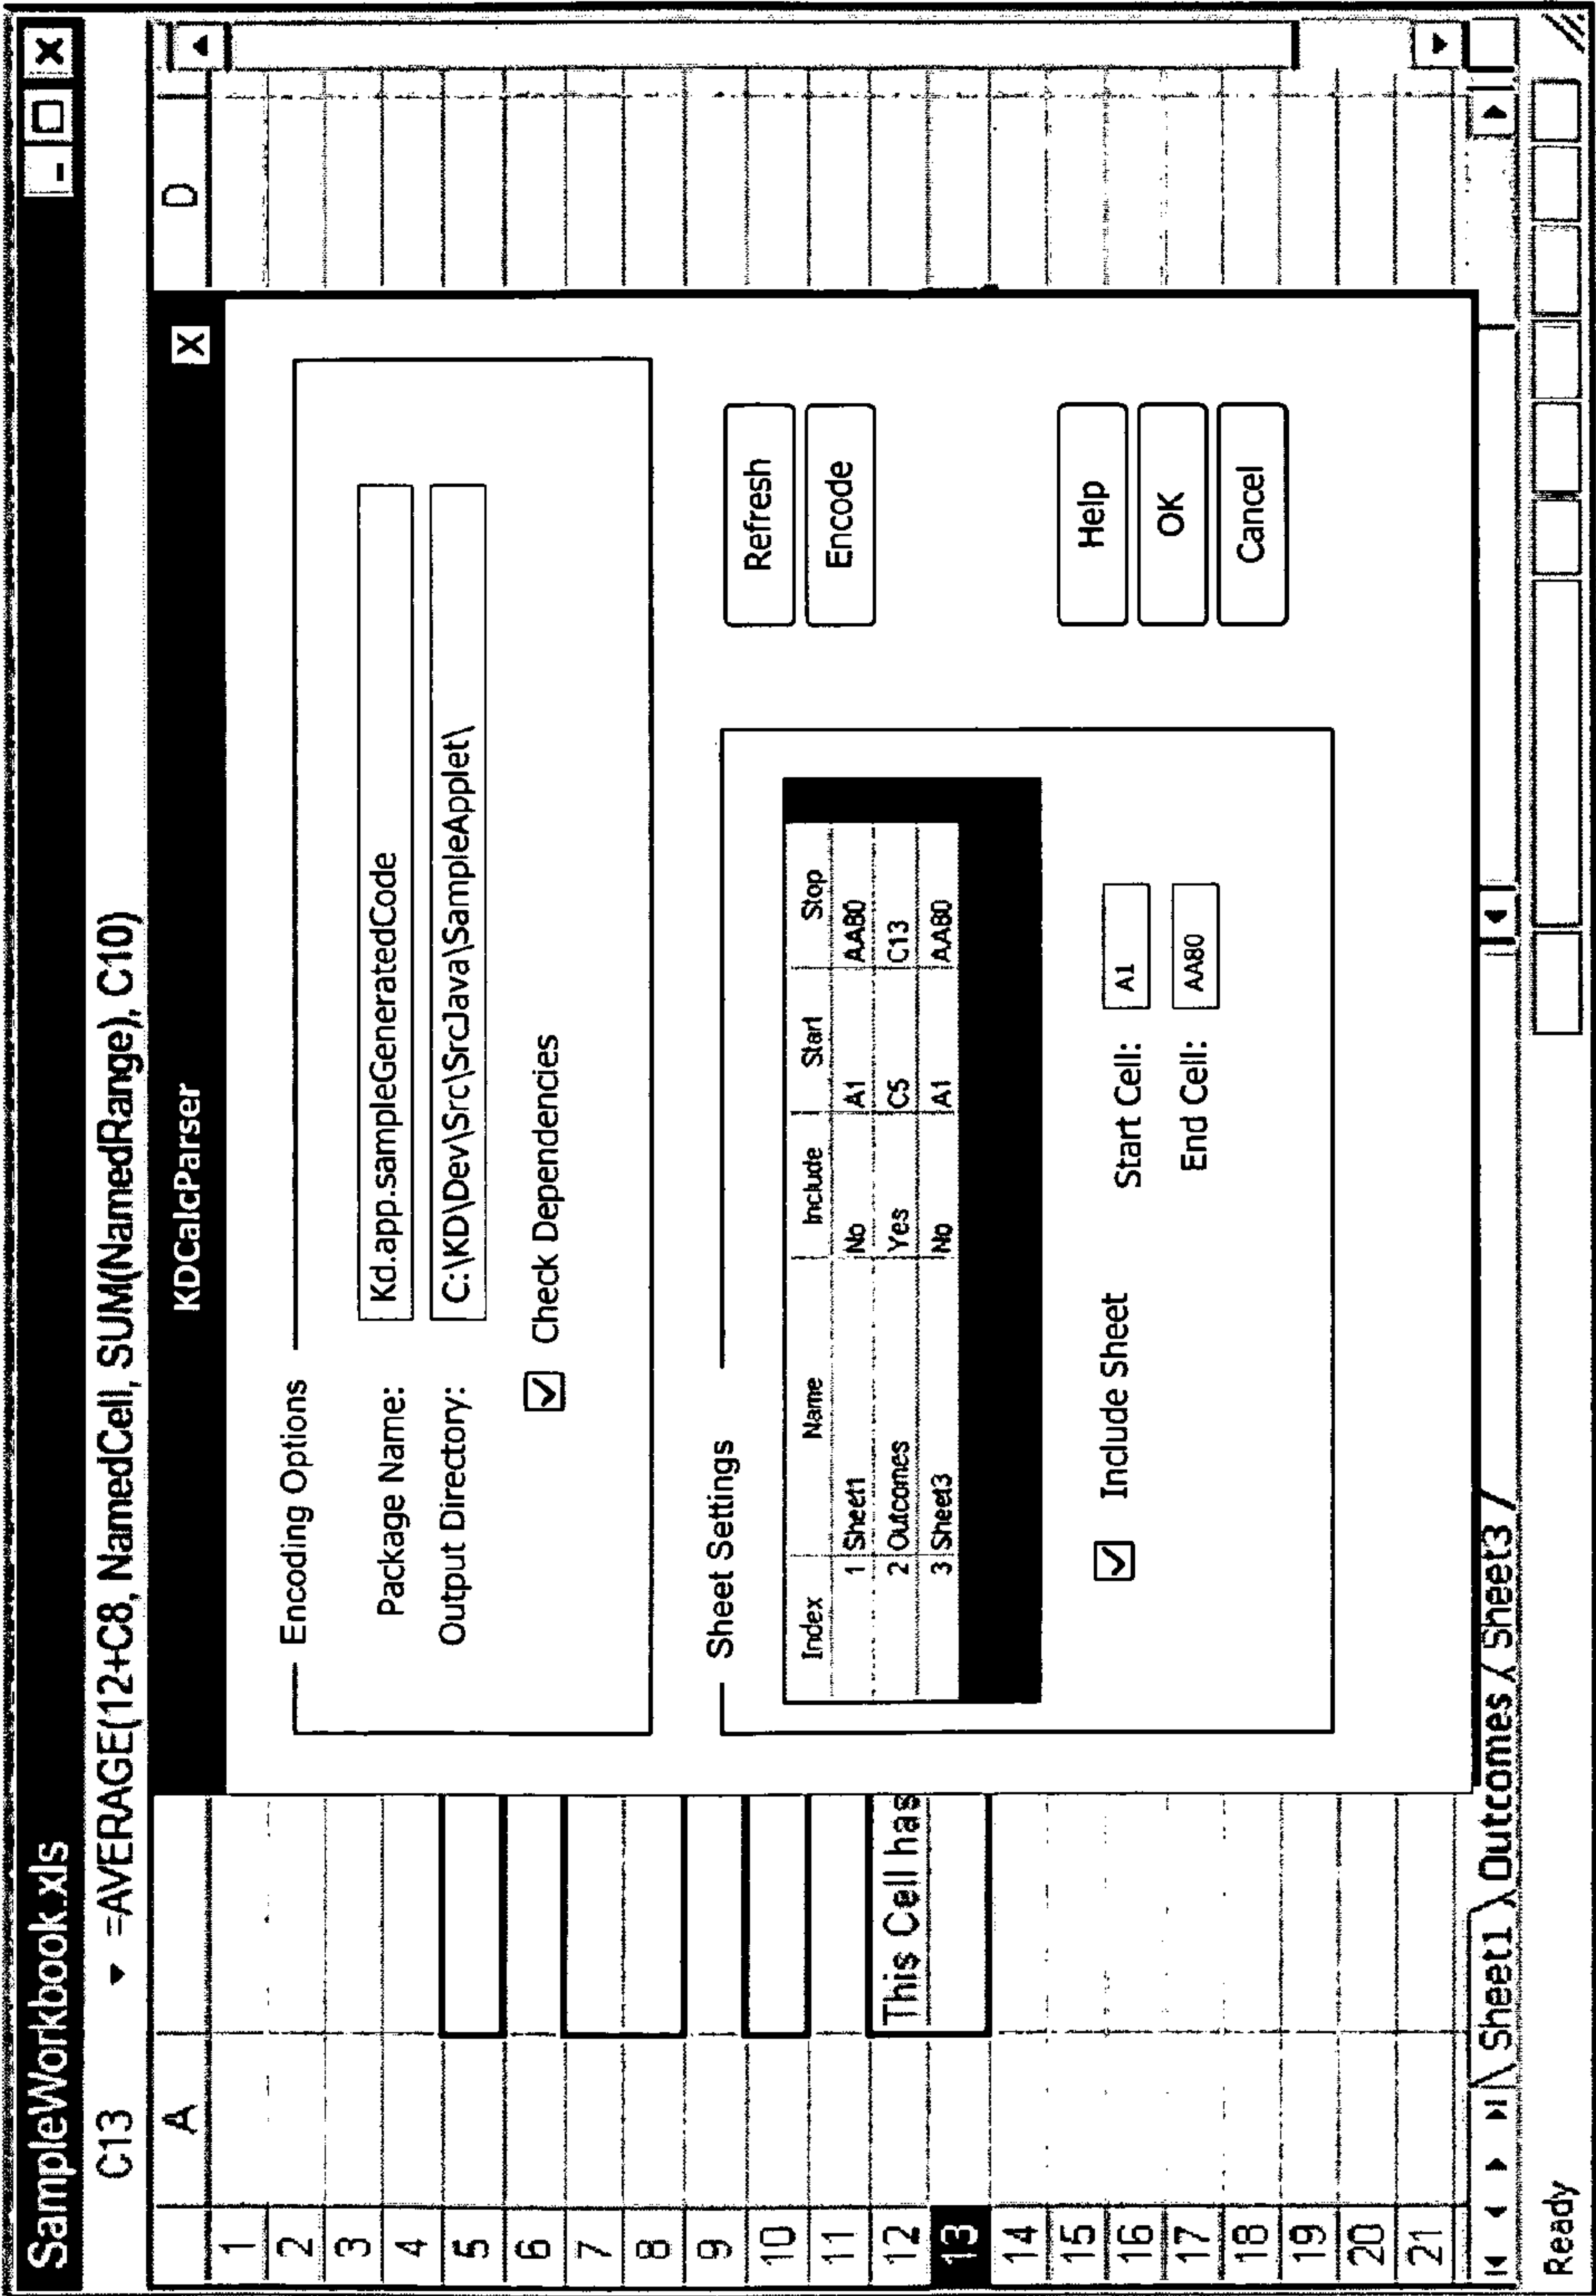 SampleWorkbook.xls
C13 =AVERAGE(12+C8, NamedCell, SUM(NamedRange), C10)
A D
KDCalcParser X
1
2
3
4
5
6
7
8
9
10
11
12 This Cell has
13
14
15
16
17
18
19
20
21
Encoding Options
Package Name: Kd.app.sampleGeneratedCode
Output Directory: C:\KD\Dev\Src\SrcJava\SampleApplet\
Check Dependencies
Sheet Settings
Index Name Include Start Stop
1 Sheet1 No A1 AA80
2 Outcomes Yes C5 C13
3 Sheet3 No A1 AA80
Include Sheet Start Cell: A1
End Cell: AA80
Refresh
Encode
Help
OK
Cancel
Sheet1 Outcomes Sheet3
Ready